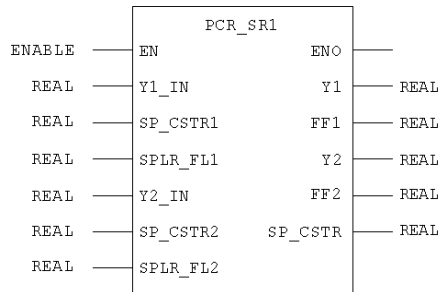 PCR_SR1
ENABLE EN ENO
REAL Y1_IN Y1 REAL
REAL SP_CSTR1 FF1 REAL
REAL SPLR_FL1 Y2 REAL
REAL Y2_IN FF2 REAL
REAL SP_CSTR2 SP_CSTR REAL
REAL SPLR_FL2